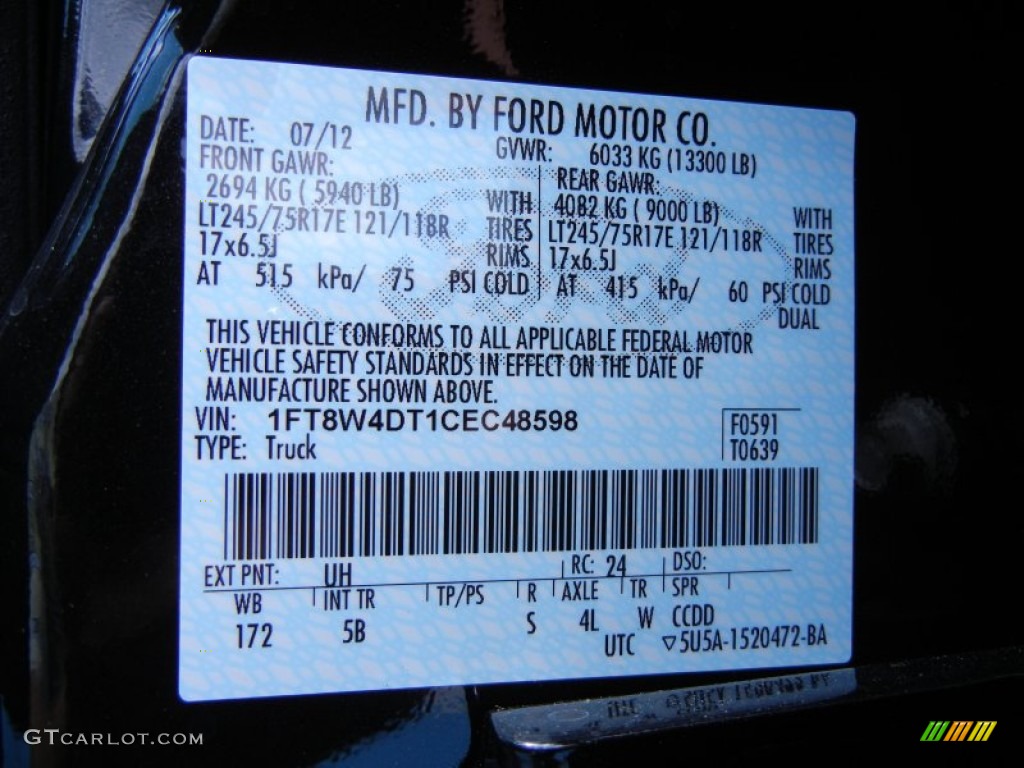 MFD. BY FORD MOTOR CO.
DATE: 07/12 GVWR: 6033 KG (13300 LB)
FRONT GAWR: REAR GAWR:
2694 KG ( 5940 LB) WITH 4082 KG ( 9000 LB) WITH
LT245/75R17E 121/118R TIRES LT245/75R17E 121/118R TIRES
17x6.5J RIMS 17x6.5J RIMS
AT 515 kPa/ 75 PSI COLD AT 415 kPa/ 60 PSI COLD
DUAL
THIS VEHICLE CONFORMS TO ALL APPLICABLE FEDERAL MOTOR
VEHICLE SAFETY STANDARDS IN EFFECT ON THE DATE OF
MANUFACTURE SHOWN ABOVE.
VIN: 1FT8W4DT1CEC48598 F0591
TYPE: Truck T0639
EXT PNT: UH RC: 24 DSO:
WB INT TR TP/PS R AXLE TR SPR
172 5B S 4L W CCDD
UTC ▽5U5A-1520472-BA
GTCARLOT.COM